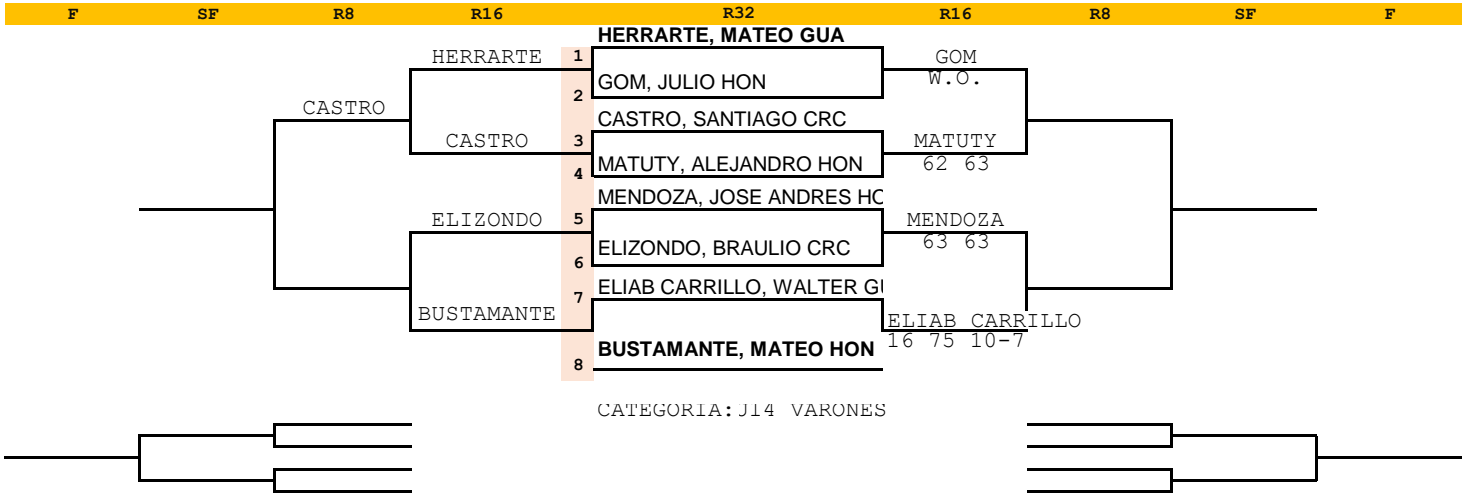 F SF R8 R16 R32 R16 R8 SF F
HERRARTE, MATEO GUA
HERRARTE 1 GOM
GOM, JULIO HON W.O.
2
CASTRO
CASTRO, SANTIAGO CRC
CASTRO 3 MATUTY
MATUTY, ALEJANDRO HON 62 63
4
MENDOZA, JOSE ANDRES HO
ELIZONDO 5 MENDOZA
ELIZONDO, BRAULIO CRC 63 63
6
ELIAB CARRILLO, WALTER GU
7
BUSTAMANTE ELIAB CARRILLO
BUSTAMANTE, MATEO HON 16 75 10-7
8
CATEGORIA:J14 VARONES